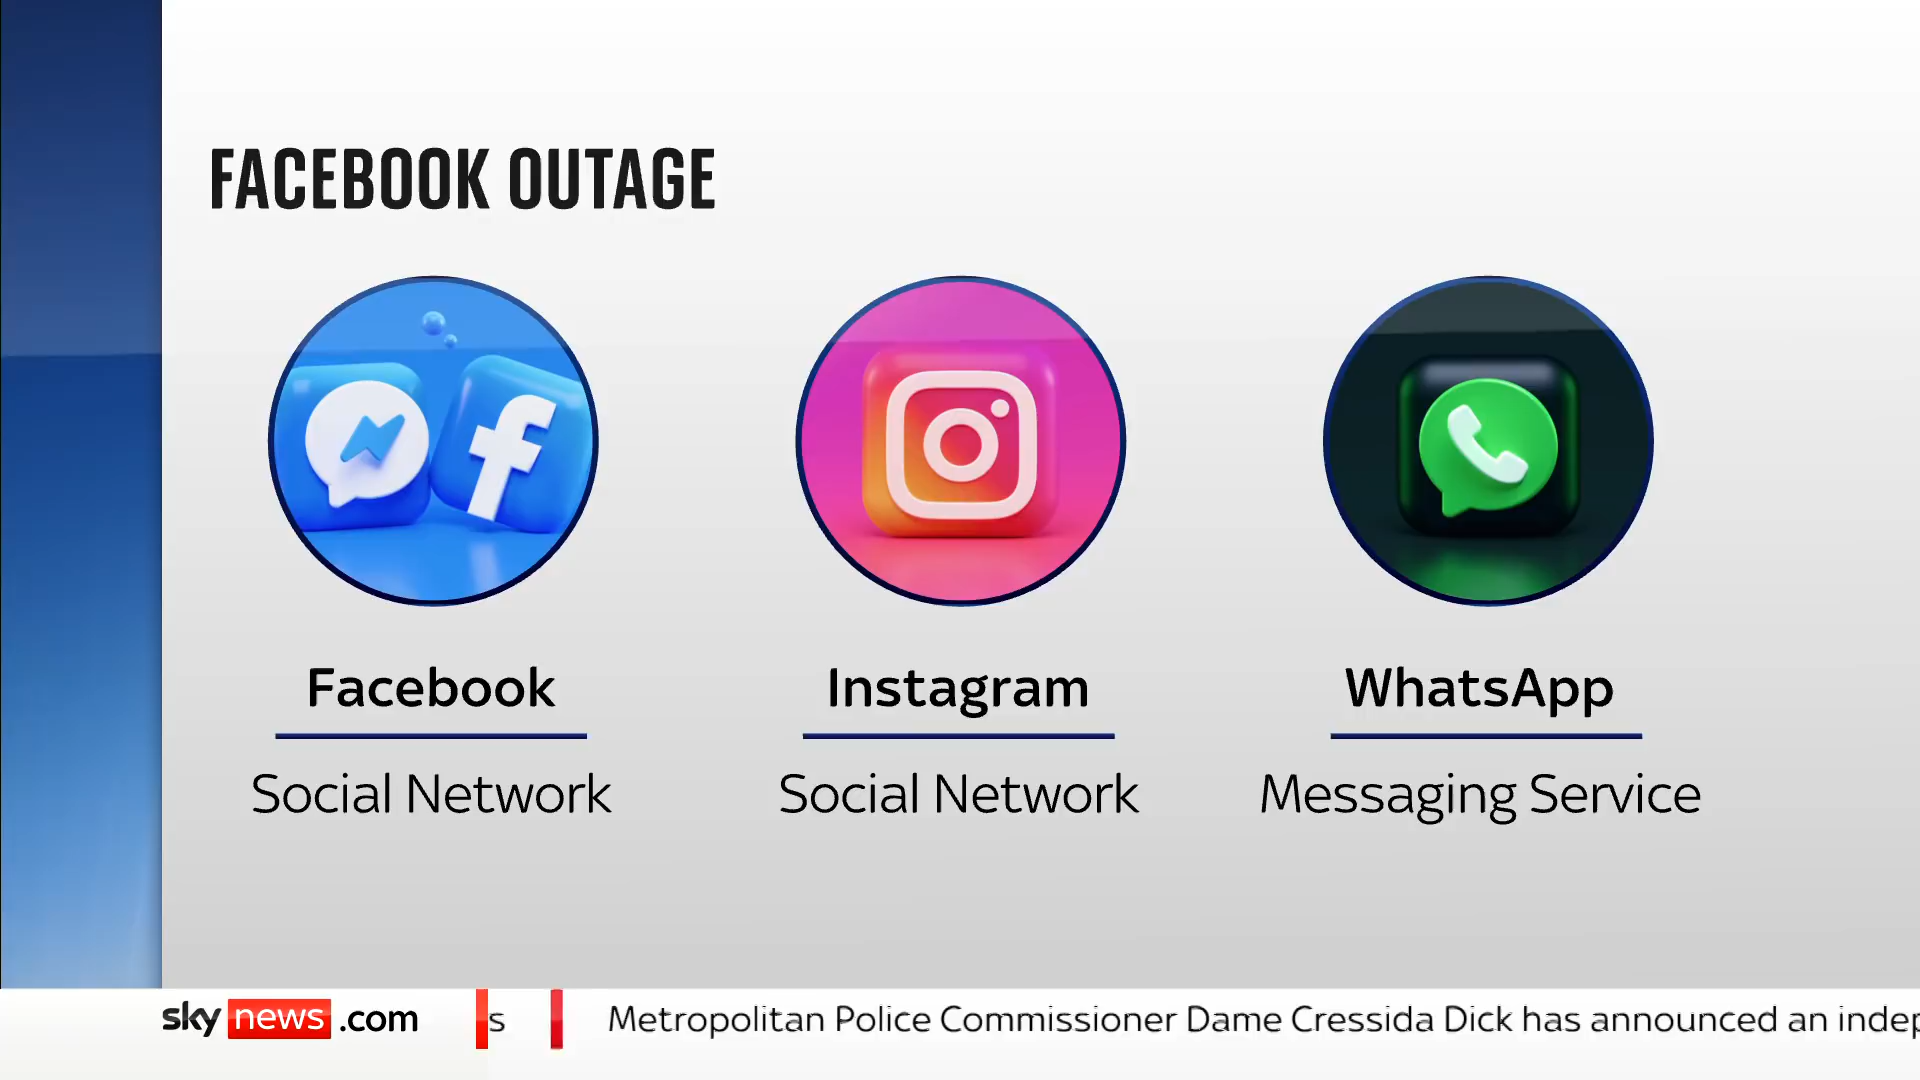 FACEBOOK OUTAGE
Facebook
Instagram
WhatsApp
Social Network
Social Network
Messaging Service
sky news .com
s
Metropolitan Police Commissioner Dame Cressida Dick has announced an indep